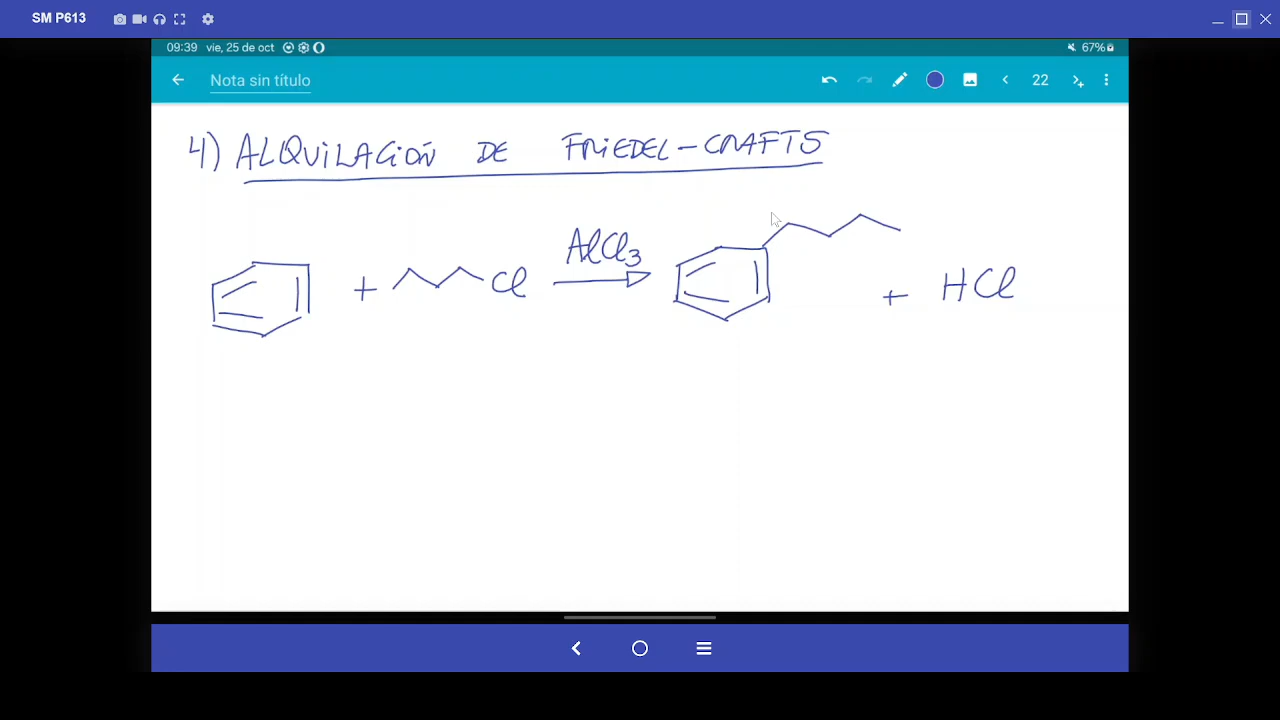 SM P613
09:39 vie, 25 de oct 67%
Nota sin título 22
4) ALQUILACIÓN DE FRIEDEL-CRAFTS
+ Cl AlCl3 + HCl